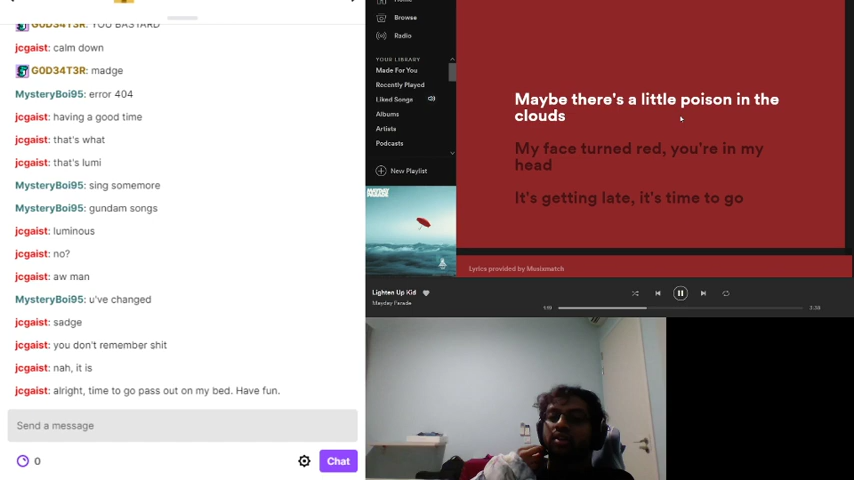 G0D34T3R: YOU BASTARD
jcgaist: calm down
G0D34T3R: madge
MysteryBoi95: error 404
jcgaist: having a good time
jcgaist: that's what
jcgaist: that's lumi
MysteryBoi95: sing somemore
MysteryBoi95: gundam songs
jcgaist: luminous
jcgaist: no?
jcgaist: aw man
MysteryBoi95: u've changed
jcgaist: sadge
jcgaist: you don't remember shit
jcgaist: nah, it is
jcgaist: alright, time to go pass out on my bed. Have fun.
Send a message
0
Chat
Browse
Radio
YOUR LIBRARY
Made For You
Recently Played
Liked Songs
Albums
Artists
Podcasts
New Playlist
MAYDAY
PARADE
Lighten Up Kid
Mayday Parade
Maybe there's a little poison in the
clouds
My face turned red, you're in my
head
It's getting late, it's time to go
Lyrics provided by Musixmatch